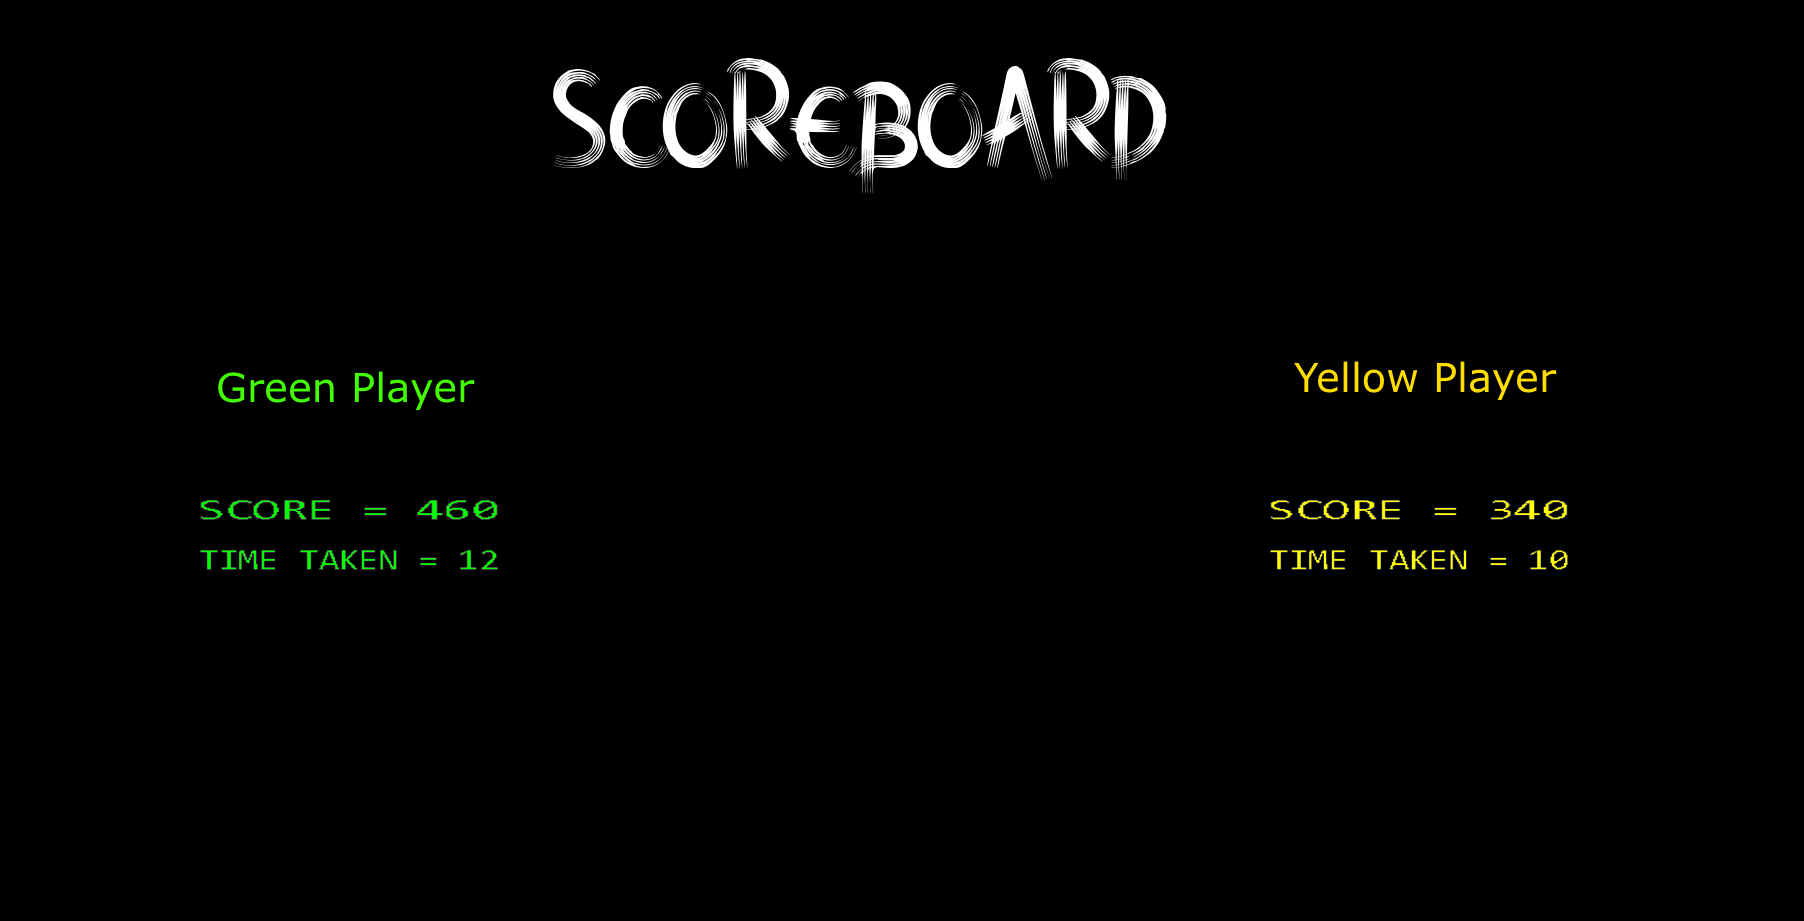 SCOREBOARD
Green Player
SCORE = 460
TIME TAKEN = 12
Yellow Player
SCORE = 340
TIME TAKEN = 10